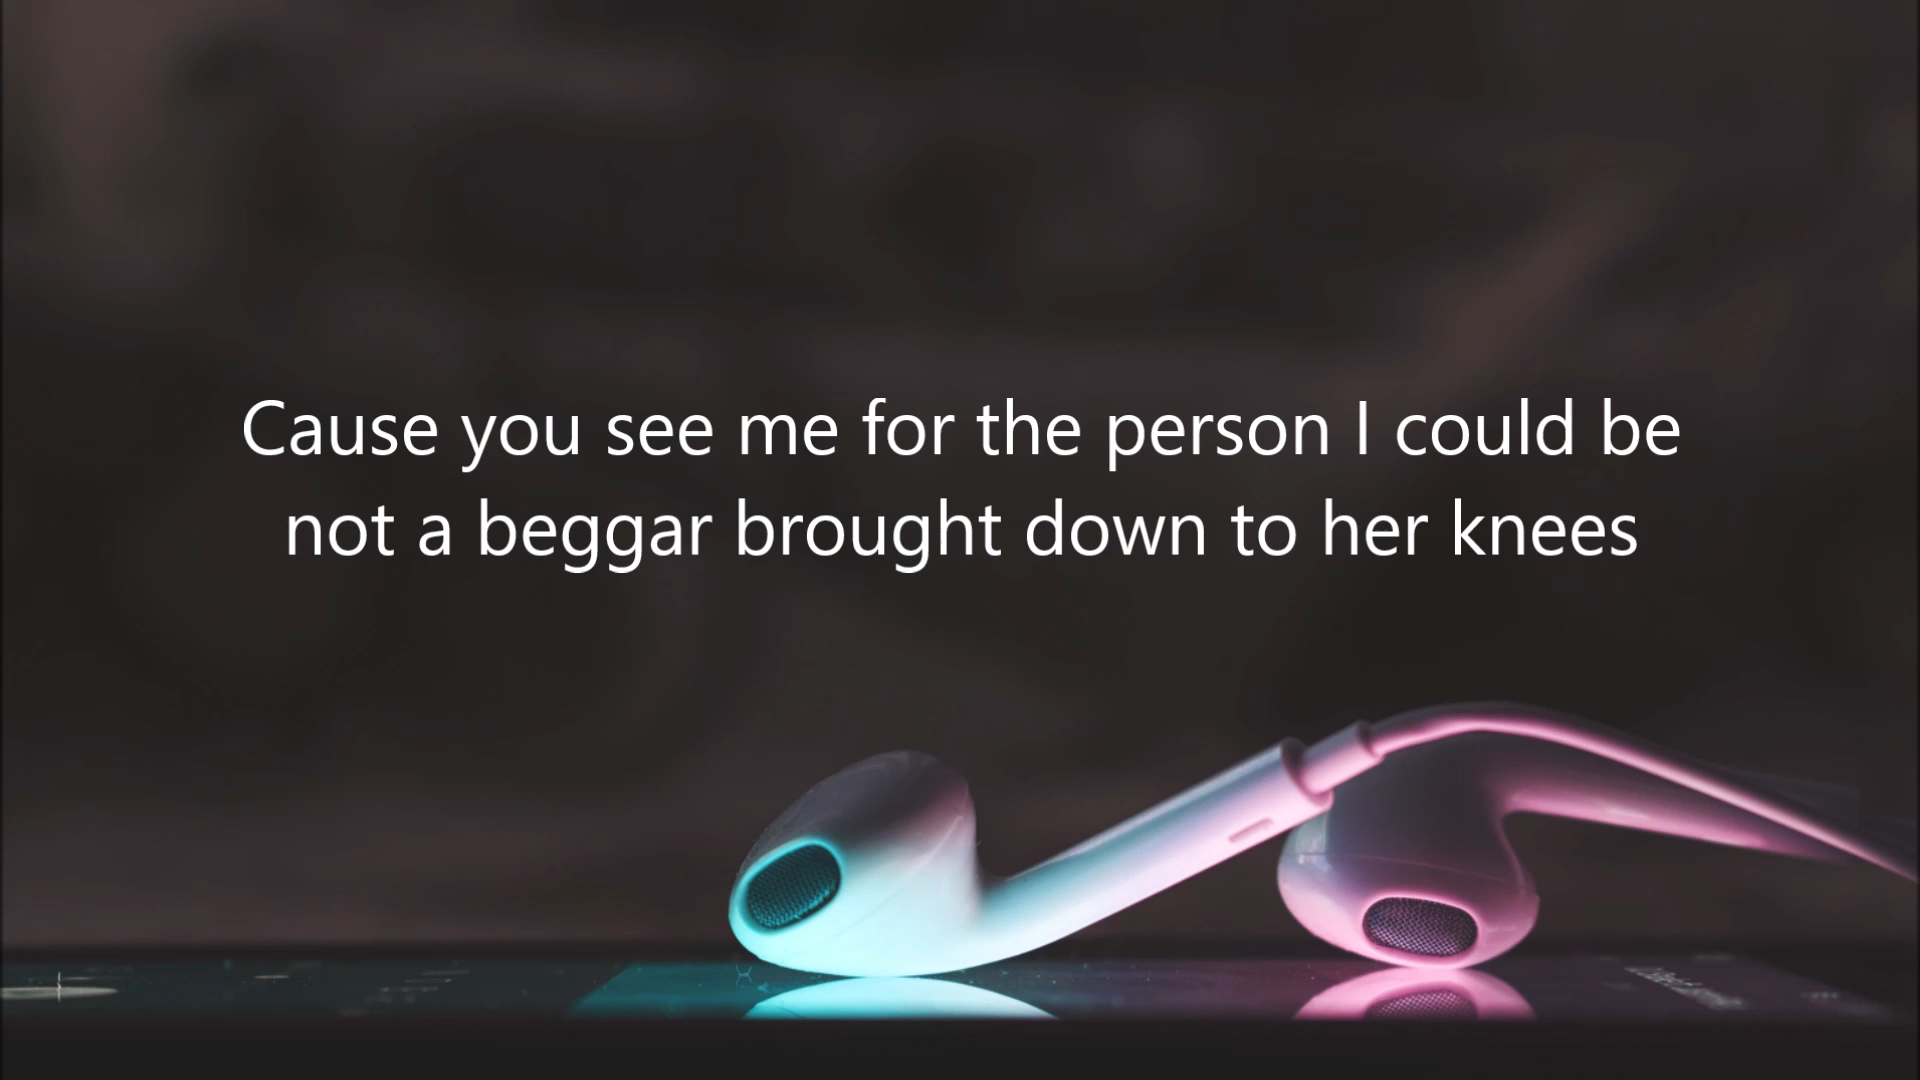 Cause you see me for the person I could be
not a beggar brought down to her knees